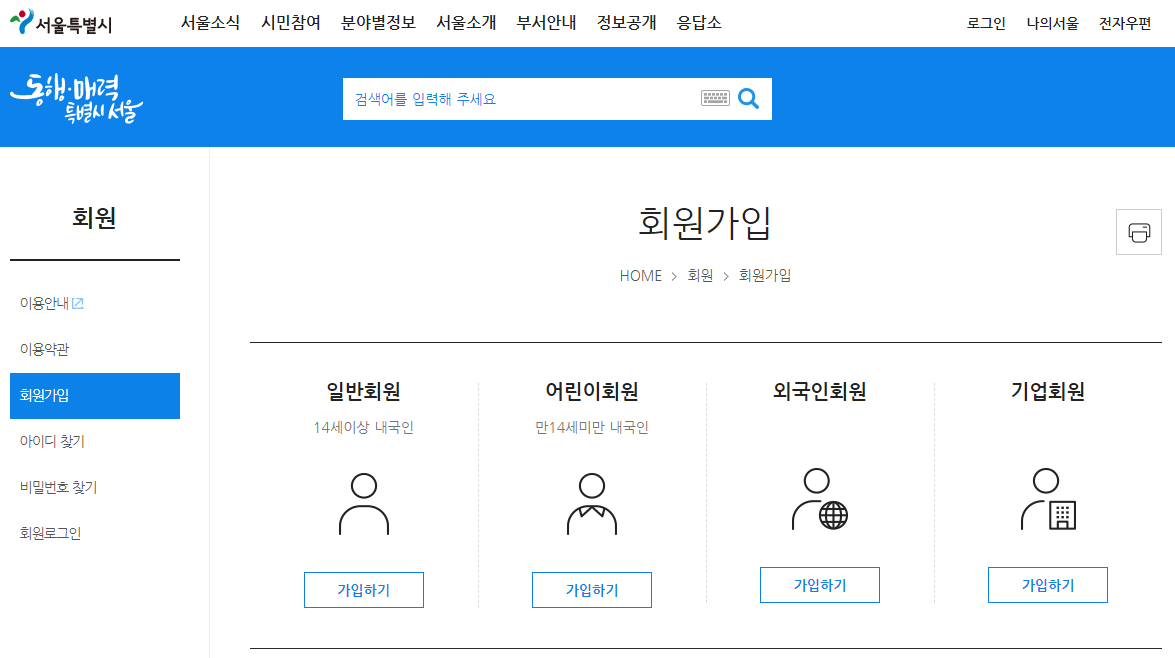 서울특별시 서울소식 시민참여 분야별정보 서울소개 부서안내 정보공개 응답소 로그인 나의서울 전자우편
동행·매력
특별시 서울
검색어를 입력해 주세요
회원
이용안내
이용약관
회원가입
아이디 찾기
비밀번호 찾기
회원로그인
회원가입
HOME > 회원 > 회원가입
일반회원 어린이회원 외국인회원 기업회원
14세이상 내국인 만14세미만 내국인
가입하기 가입하기 가입하기 가입하기